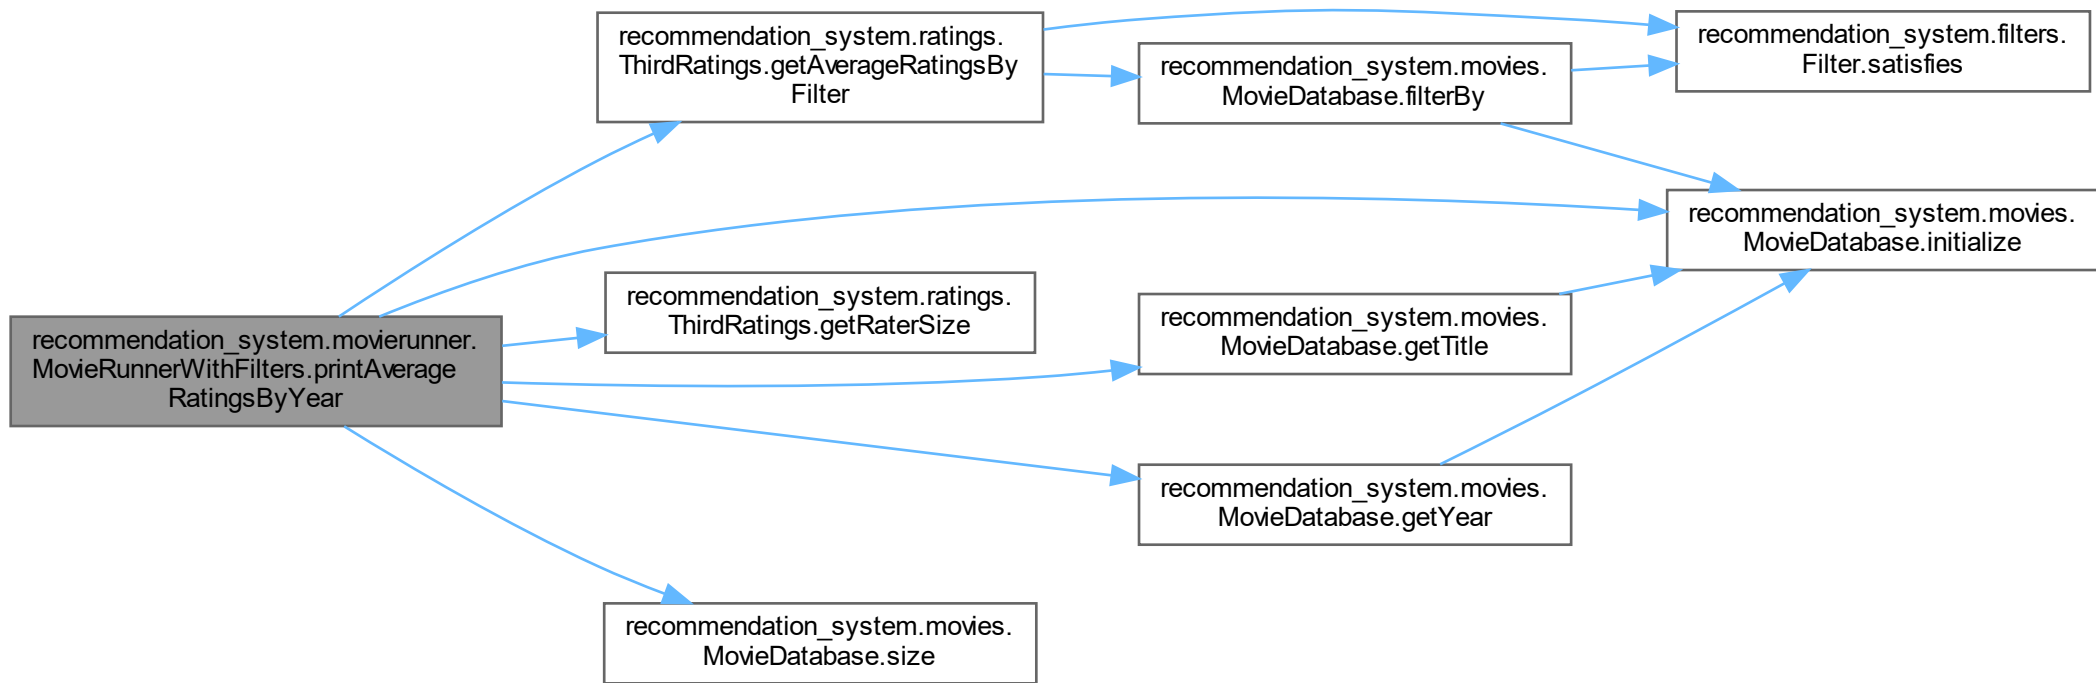 recommendation_system.ratings.
ThirdRatings.getAverageRatingsBy
Filter
recommendation_system.filters.
Filter.satisfies
recommendation_system.movies.
MovieDatabase.filterBy
recommendation_system.movies.
MovieDatabase.initialize
recommendation_system.ratings.
ThirdRatings.getRaterSize
recommendation_system.movies.
MovieDatabase.getTitle
recommendation_system.movierunner.
MovieRunnerWithFilters.printAverage
RatingsByYear
recommendation_system.movies.
MovieDatabase.getYear
recommendation_system.movies.
MovieDatabase.size